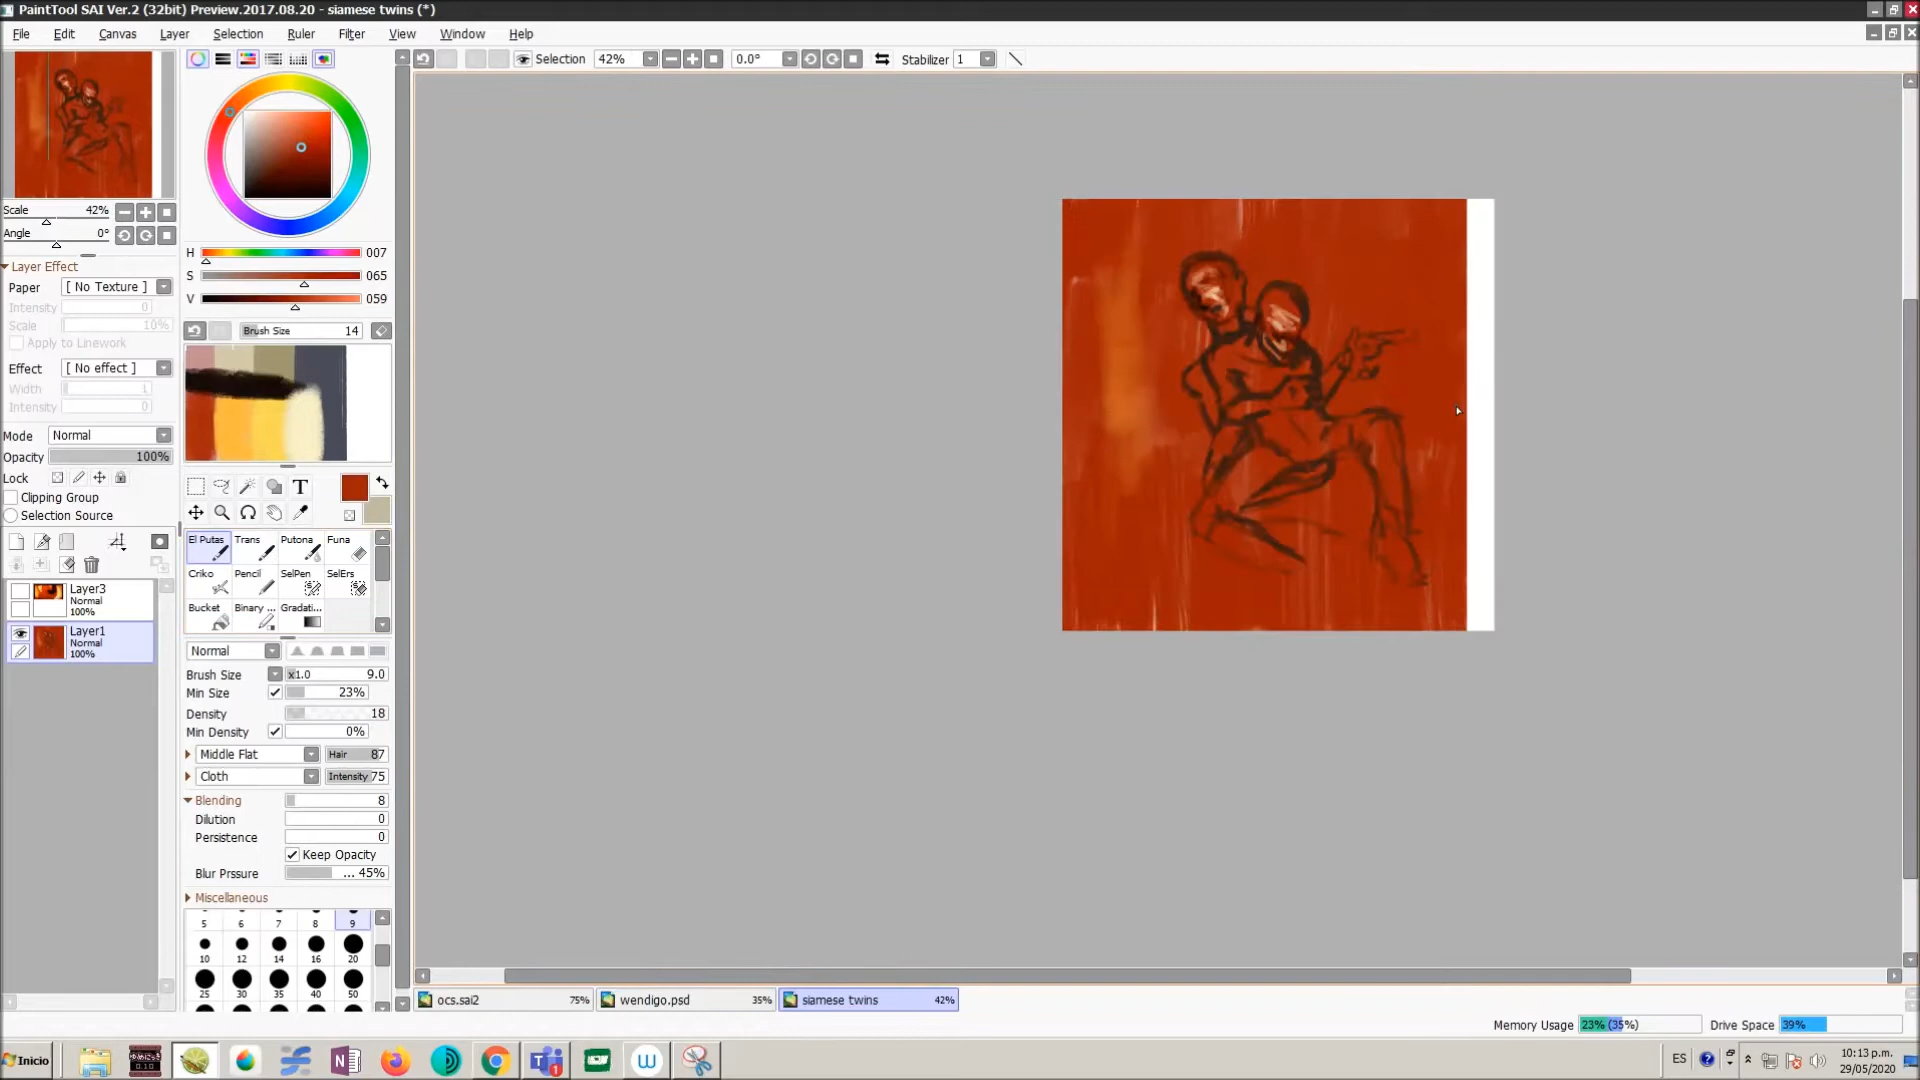 PaintTool SAI Ver.2 (32bit) Preview.2017.08.20 - siamese twins (*)
File Edit Canvas Layer Selection Ruler Filter View Window Help
Selection 42% 0.0° Stabilizer 1
Scale 42%
Angle 0°
Layer Effect
Paper [ No Texture ]
Intensity 0
Scale 10%
Apply to Linework
Effect [ No effect ]
Width 1
Intensity 0
Mode Normal
Opacity 100%
Lock
Clipping Group
Selection Source
Layer3
Normal
100%
Layer1
Normal
100%
H 007
S 065
V 059
Brush Size 14
T
El Putas Trans Putona Funa
Criko Pencil SelPen SelErs
Bucket Binary ... Gradati...
Normal
Brush Size x1.0 9.0
Min Size 23%
Density 18
Min Density 0%
Middle Flat Hair 87
Cloth Intensity 75
Blending 8
Dilution 0
Persistence 0
Keep Opacity
Blur Prssure ... 45%
Miscellaneous
5 6 7 8 9
10 12 14 16 20
25 30 35 40 50
ocs.sai2 75% wendigo.psd 35% siamese twins 42%
Memory Usage 23% (35%) Drive Space 39%
Inicio
ES
10:13 p.m.
29/05/2020